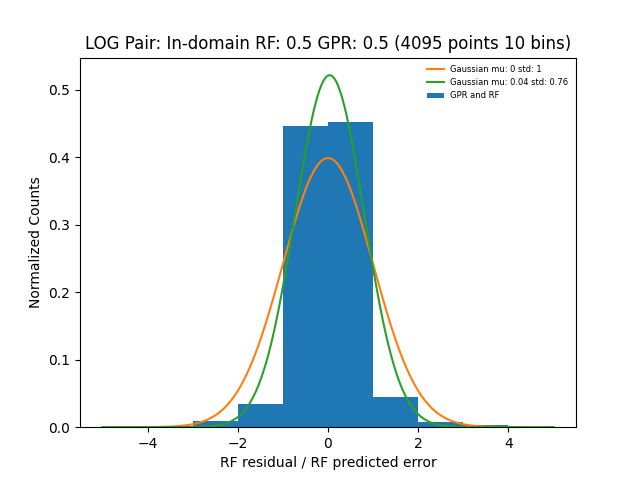 LOG Pair: In-domain RF: 0.5 GPR: 0.5 (4095 points 10 bins)
Gaussian mu: 0 std: 1
Gaussian mu: 0.04 std: 0.76
GPR and RF
Normalized Counts
0.5
0.4
0.3
0.2
0.1
0.0
−4 −2 0 2 4
RF residual / RF predicted error